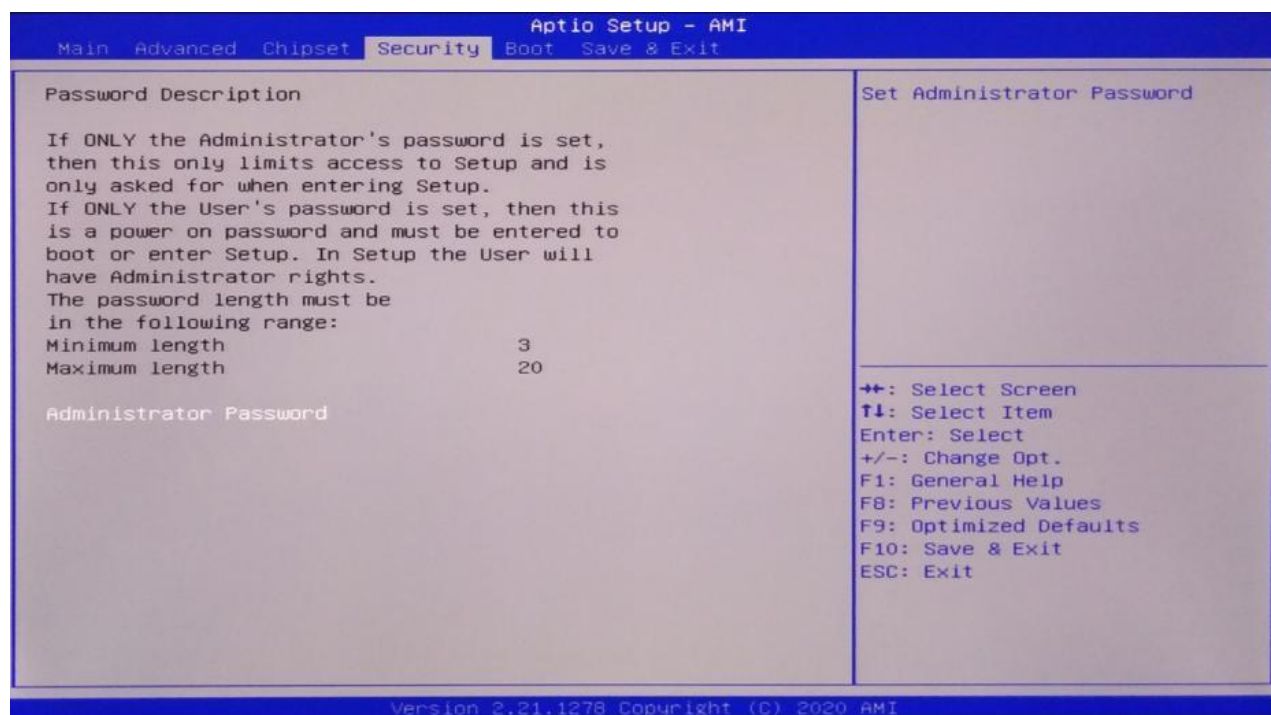 Aptio Setup - AMI
Main Advanced Chipset Security Boot Save & Exit
Password Description
If ONLY the Administrator's password is set,
then this only limits access to Setup and is
only asked for when entering Setup.
If ONLY the User's password is set, then this
is a power on password and must be entered to
boot or enter Setup. In Setup the User will
have Administrator rights.
The password length must be
in the following range:
Minimum length 3
Maximum length 20
Administrator Password
Set Administrator Password
→←: Select Screen
↑↓: Select Item
Enter: Select
+/-: Change Opt.
F1: General Help
F8: Previous Values
F9: Optimized Defaults
F10: Save & Exit
ESC: Exit
Version 2.21.1278 Copyright (C) 2020 AMI